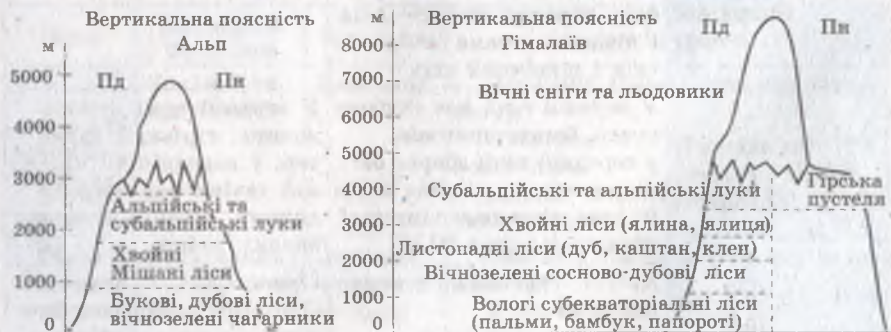 Вертикальна поясність
Альп
м
Пд
Пн
5000
4000
3000
2000
1000
0
Альпійські та
субальпійські луки
Хвойні
Мішані ліси
Букові, дубові ліси,
вічнозелені чагарники
м
Вертикальна поясність
Гімалаїв
Пд
Пн
8000
7000
6000
5000
4000
3000
2000
1000
0
Вічні сніги та льодовики
Субальпійські та альпійські луки
Гірська
пустеля
Хвойні ліси (ялина, ялиця)
Листопадні ліси (дуб, каштан, клен)
Вічнозелені сосново-дубові ліси
Вологі субекваторіальні ліси
(пальми, бамбук, папороті)